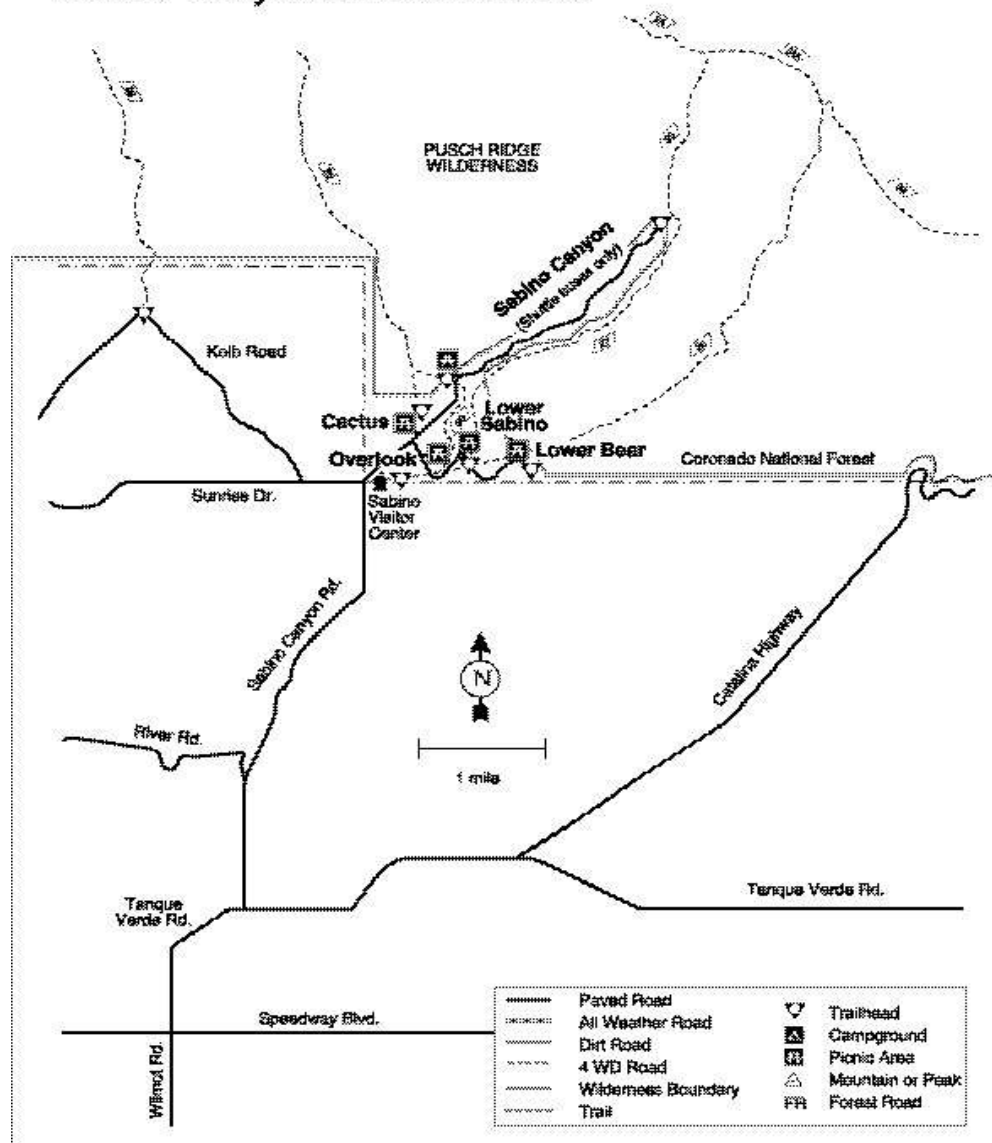 PUSCH RIDGE
WILDERNESS
Sabino Canyon
(Shuttle buses only)
Kolb Road
Cactus
Lower
Sabino
Overlook
Lower Bear
Coronado National Forest
Sunrise Dr.
Sabino
Visitor
Center
Sabino Canyon Rd.
Catalina Highway
N
River Rd.
1 mile
Tanque
Verde Rd.
Tanque Verde Rd.
Speedway Blvd.
Wilmot Rd.
Paved Road
All Weather Road
Dirt Road
4 WD Road
Wilderness Boundary
Trail
Trailhead
Campground
Picnic Area
Mountain or Peak
FR Forest Road